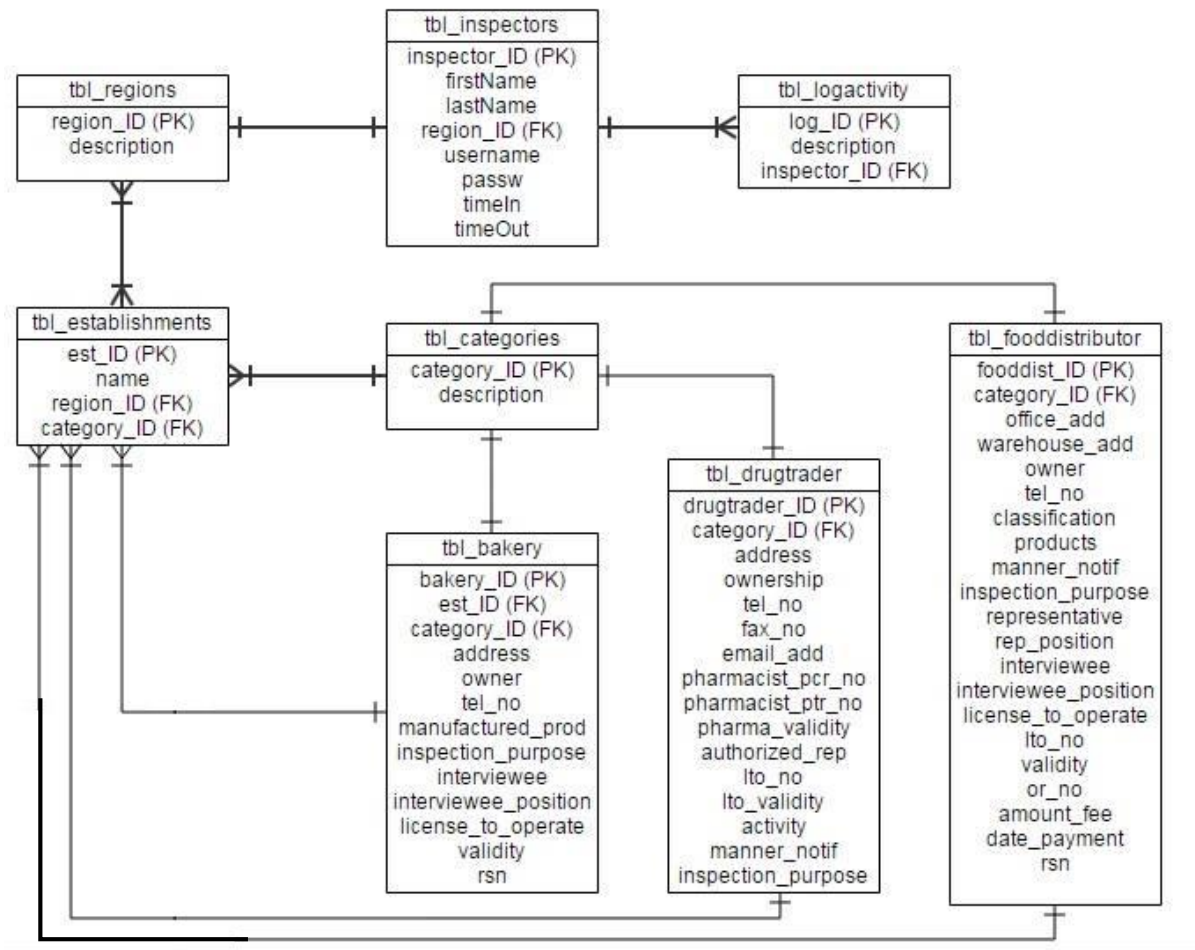 tbl_inspectors
inspector_ID (PK)
firstName
lastName
region_ID (FK)
username
passw
timeIn
timeOut
tbl_regions
region_ID (PK)
description
tbl_logactivity
log_ID (PK)
description
inspector_ID (FK)
tbl_establishments
est_ID (PK)
name
region_ID (FK)
category_ID (FK)
tbl_categories
category_ID (PK)
description
tbl_fooddistributor
fooddist_ID (PK)
category_ID (FK)
office_add
warehouse_add
owner
tel_no
classification
products
manner_notif
inspection_purpose
representative
rep_position
interviewee
interviewee_position
license_to_operate
lto_no
validity
or_no
amount_fee
date_payment
rsn
tbl_drugtrader
drugtrader_ID (PK)
category_ID (FK)
address
ownership
tel_no
fax_no
email_add
pharmacist_pcr_no
pharmacist_ptr_no
pharma_validity
authorized_rep
lto_no
lto_validity
activity
manner_notif
inspection_purpose
tbl_bakery
bakery_ID (PK)
est_ID (FK)
category_ID (FK)
address
owner
tel_no
manufactured_prod
inspection_purpose
interviewee
interviewee_position
license_to_operate
validity
rsn